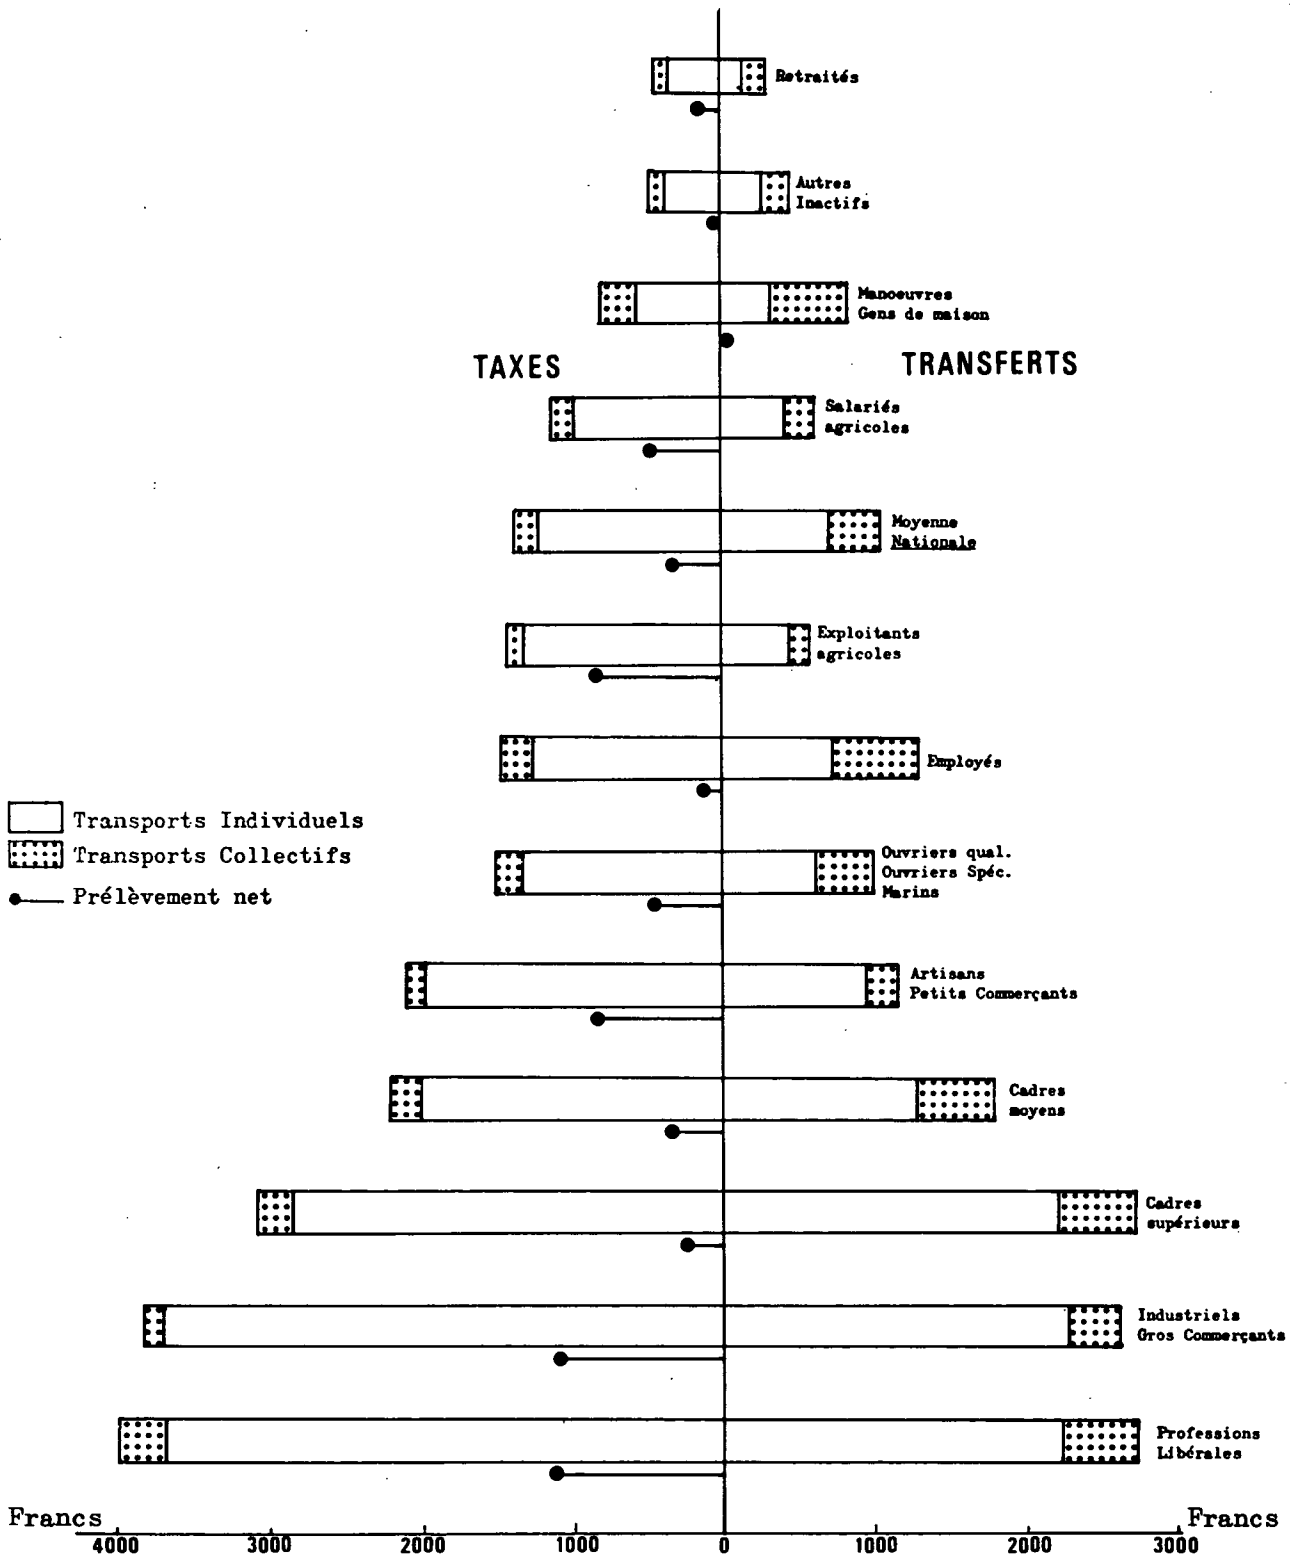 Retraités
Autres
Inactifs
Manoeuvres
Gens de maison
TAXES
TRANSFERTS
Salariés
agricoles
Moyenne
Nationale
Exploitants
agricoles
Employés
Transports Individuels
Transports Collectifs
Prélèvement net
Ouvriers qual.
Ouvriers Spéc.
Marins
Artisans
Petits Commerçants
Cadres
moyens
Cadres
supérieurs
Industriels
Gros Commerçants
Professions
Libérales
Francs
Francs
4000 3000 2000 1000 0 1000 2000 3000